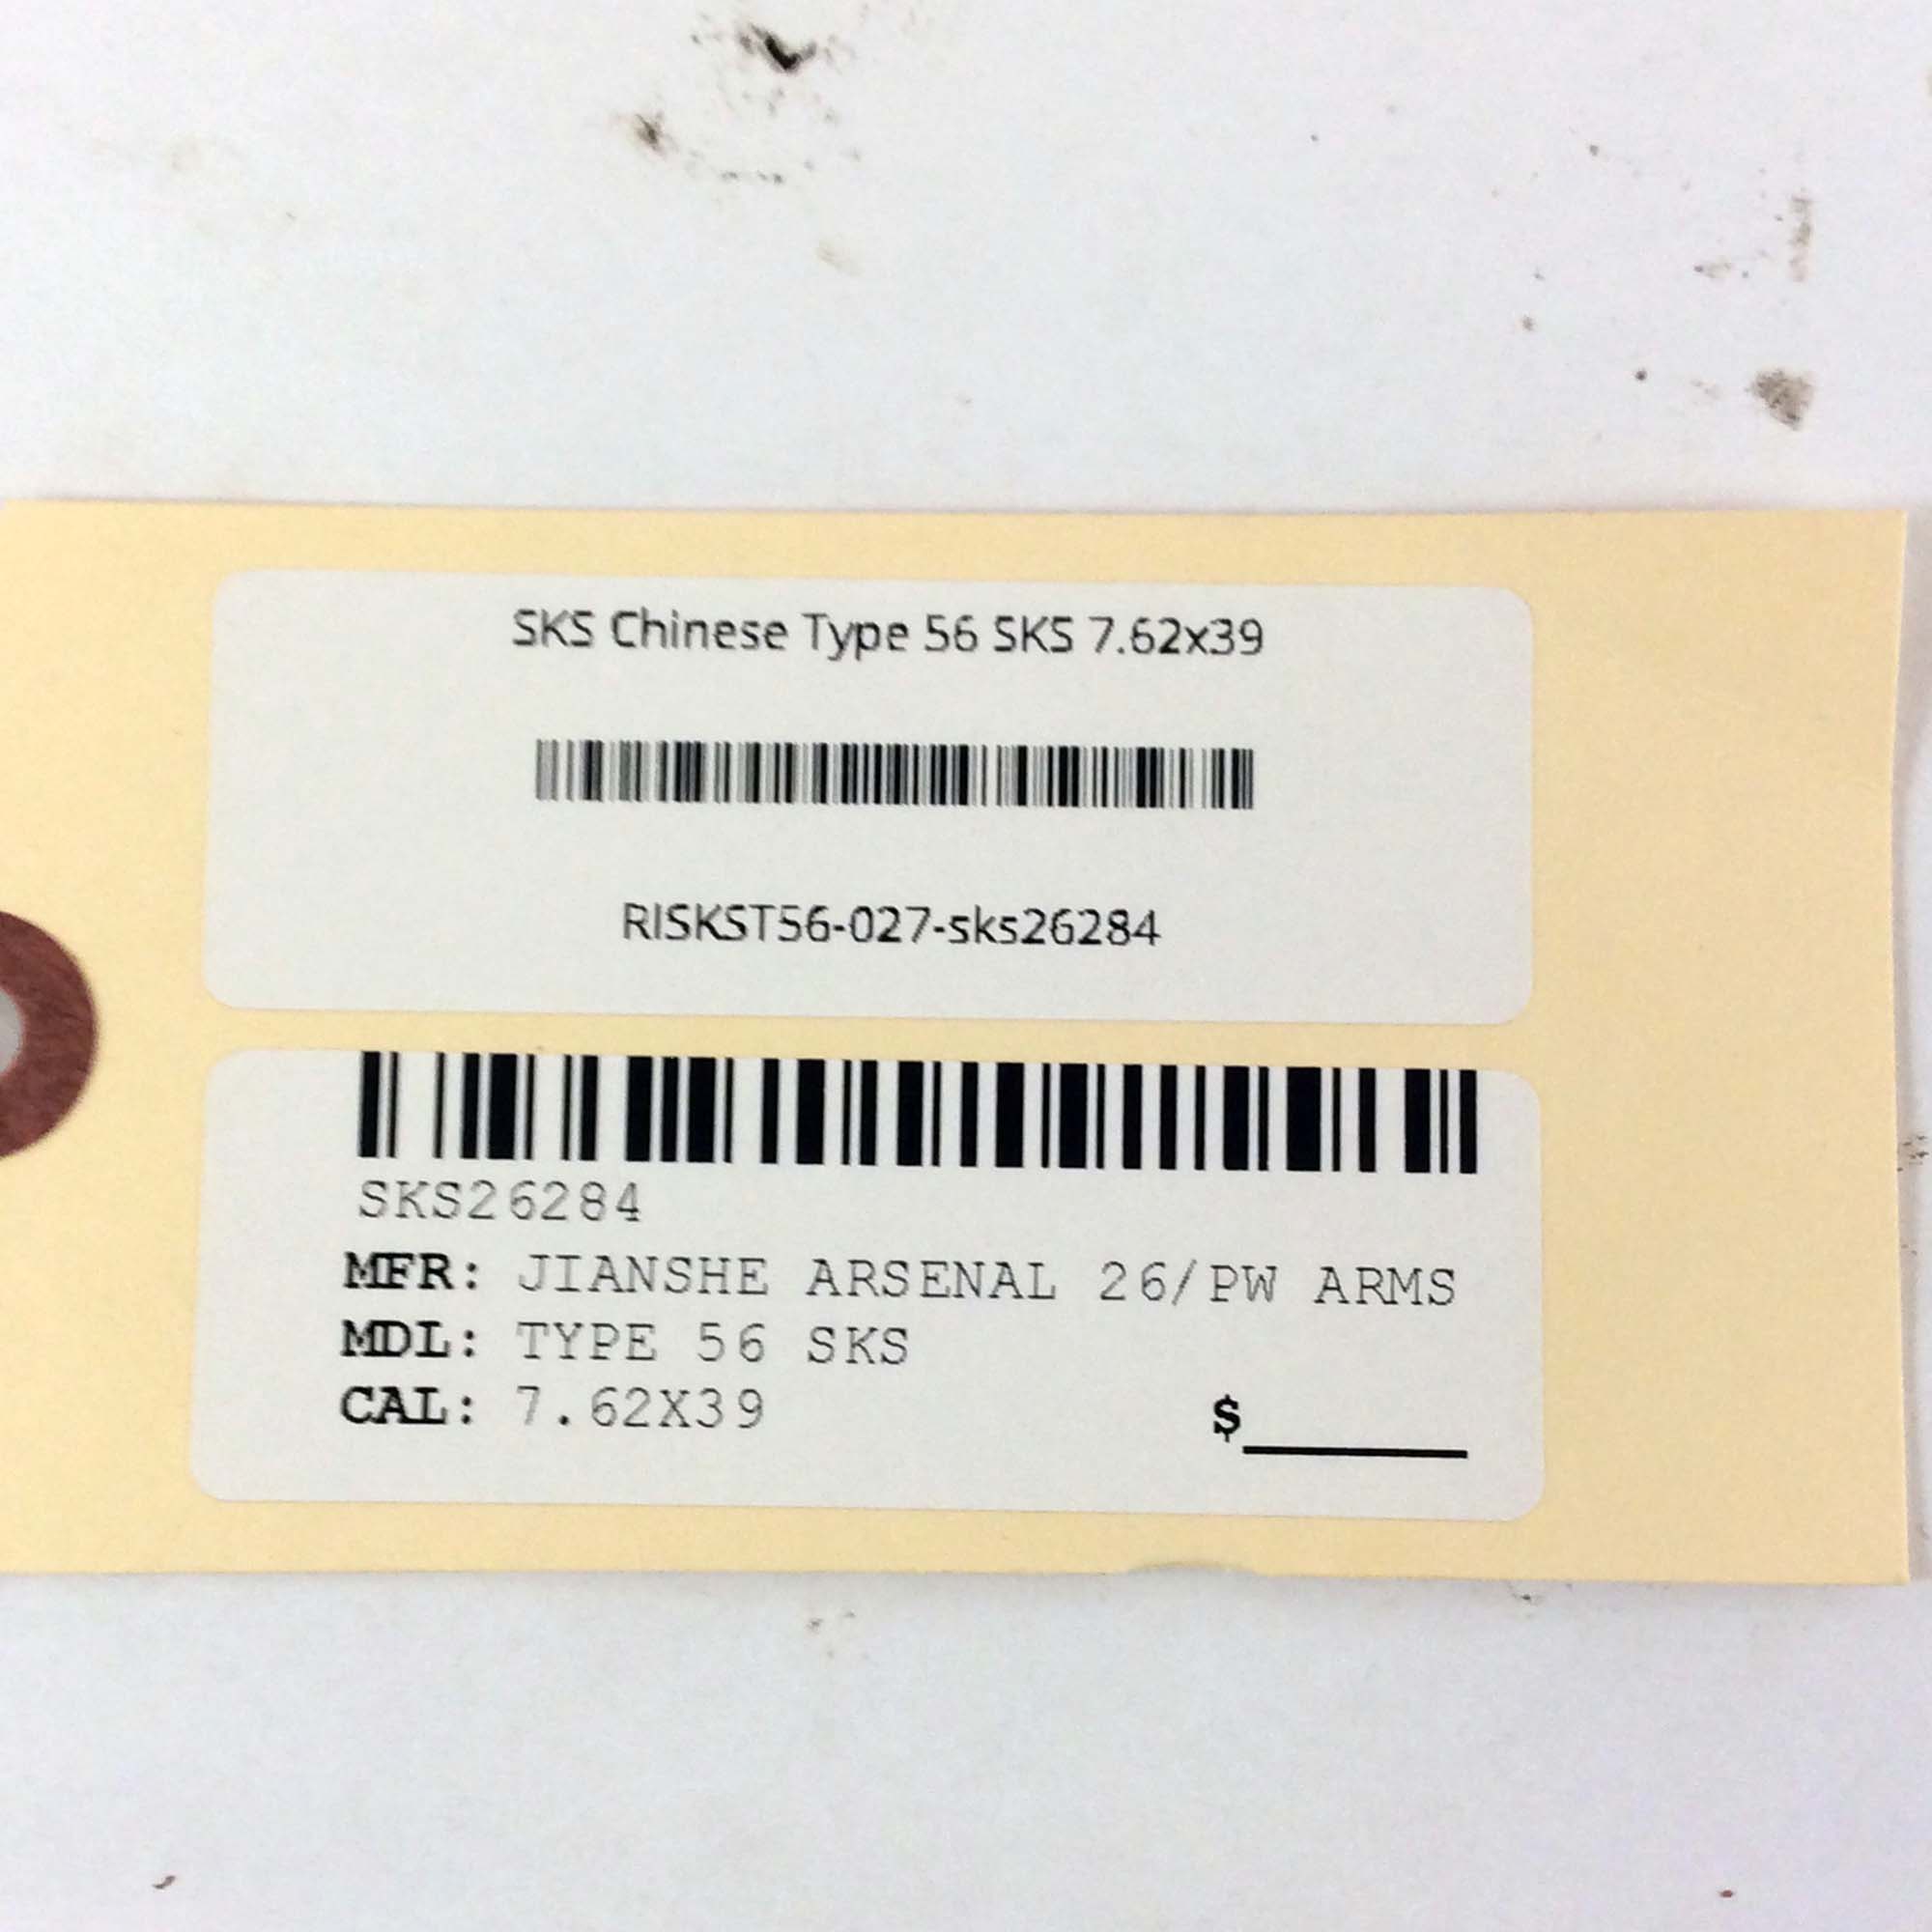 SKS Chinese Type 56 SKS 7.62x39
RISKST56-027-sks26284
SKS26284
MFR: JIANSHE ARSENAL 26/PW ARMS
MDL: TYPE 56 SKS
CAL: 7.62X39
$______